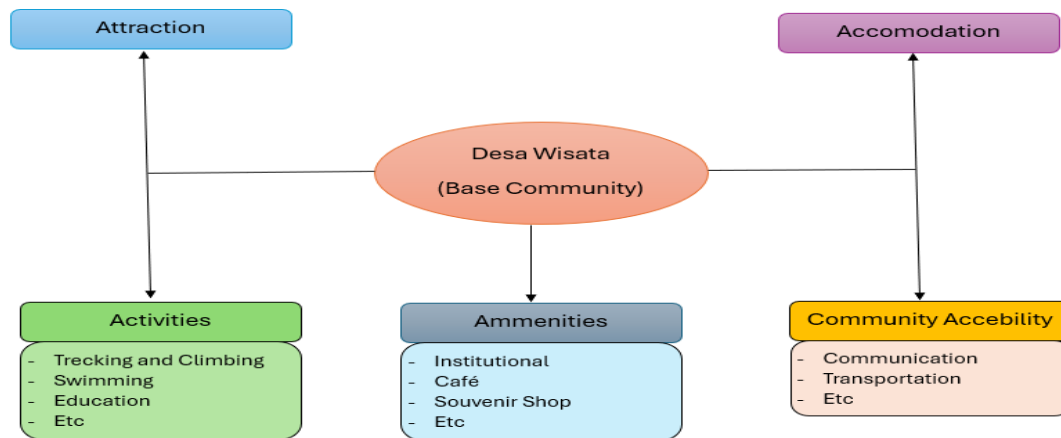 Attraction
Accomodation
Desa Wisata
(Base Community)
Activities
- Trecking and Climbing
- Swimming
- Education
- Etc
Ammenities
- Institutional
- Café
- Souvenir Shop
- Etc
Community Accebility
- Communication
- Transportation
- Etc